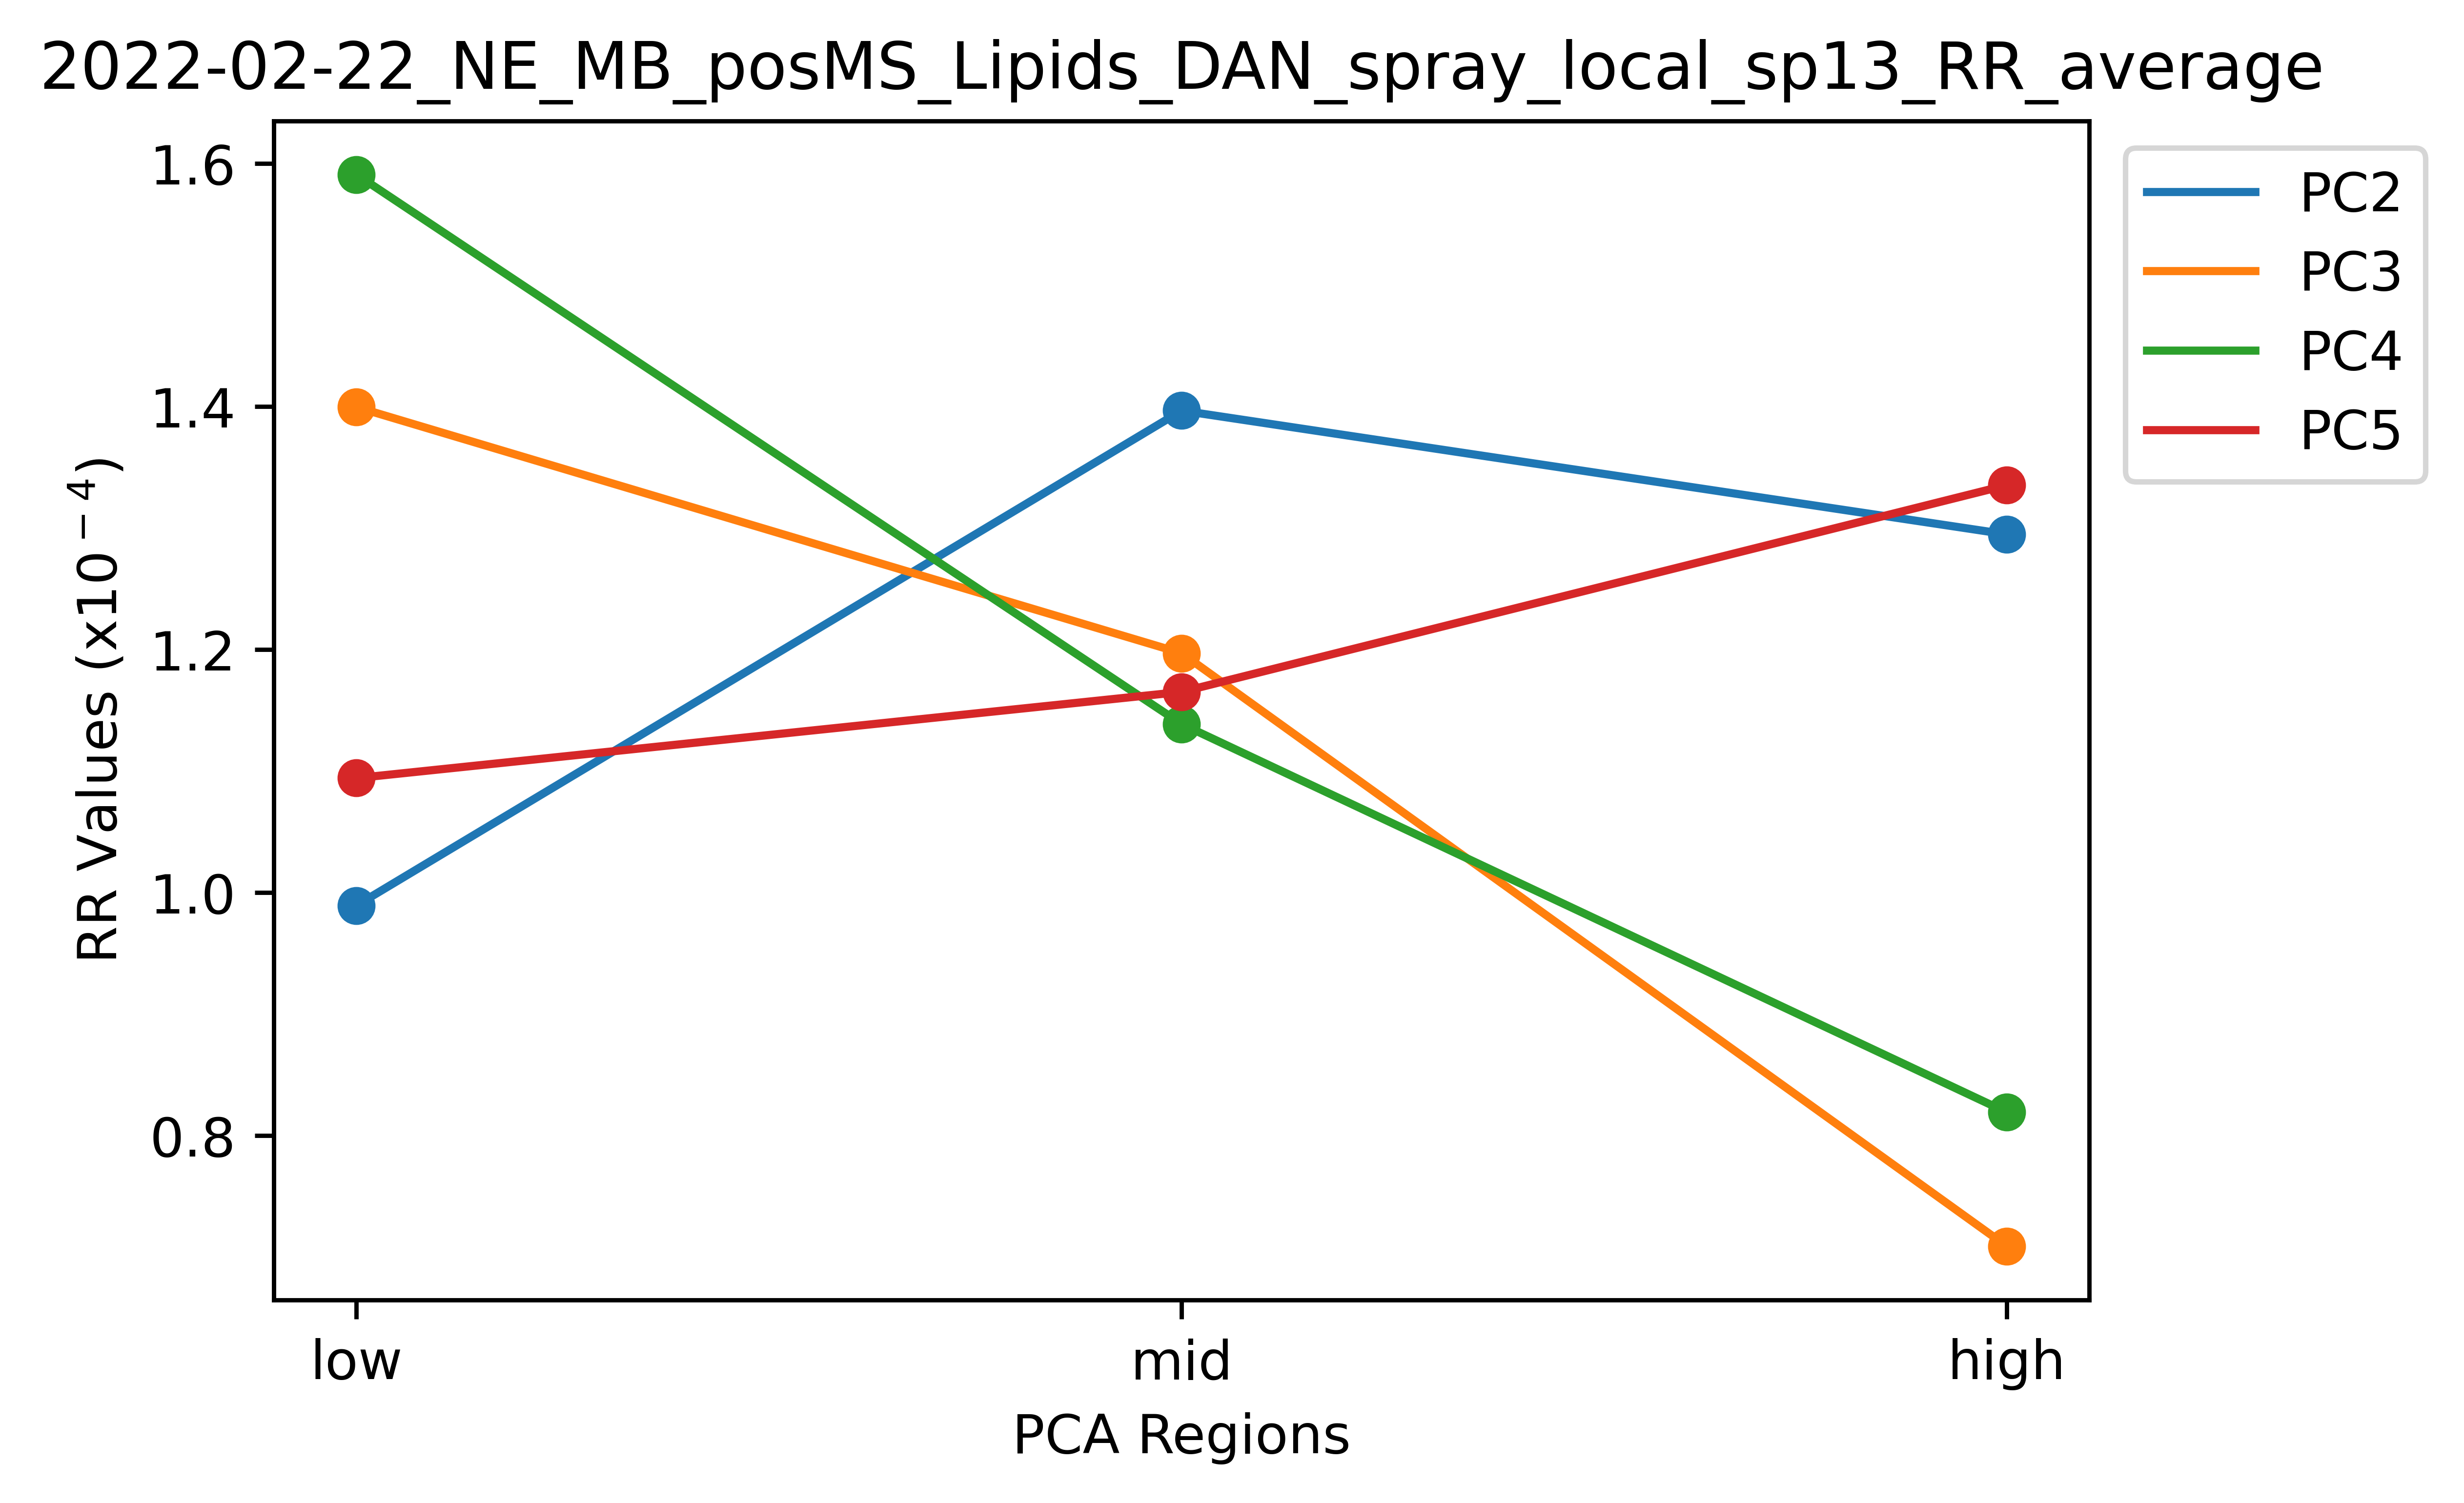 2022-02-22_NE_MB_posMS_Lipids_DAN_spray_local_sp13_RR_average
RR Values (x10⁻⁴)
1.6
1.4
1.2
1.0
0.8
low mid high
PCA Regions
PC2
PC3
PC4
PC5